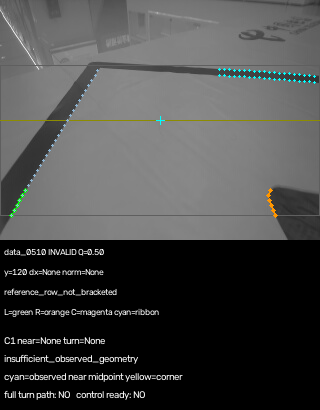 data_0510 INVALID Q=0.50
y=120 dx=None norm=None
reference_row_not_bracketed
L=green R=orange C=magenta cyan=ribbon
C1 near=None turn=None
insufficient_observed_geometry
cyan=observed near midpoint yellow=corner
full turn path: NO control ready: NO